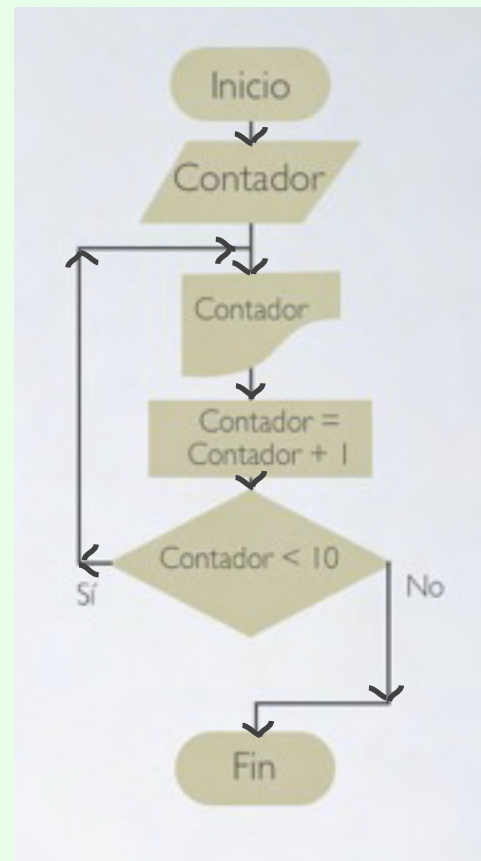 Inicio
Contador
Contador
Contador =
Contador + 1
Contador < 10
Sí
No
Fin